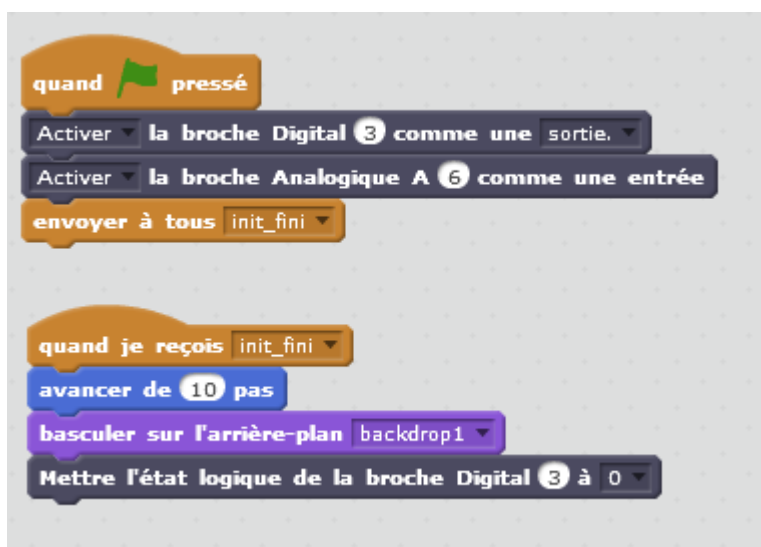 quand pressé
Activer la broche Digital 3 comme une sortie.
Activer la broche Analogique A 6 comme une entrée
envoyer à tous init_fini
quand je reçois init_fini
avancer de 10 pas
basculer sur l'arrière-plan backdrop1
Mettre l'état logique de la broche Digital 3 à 0